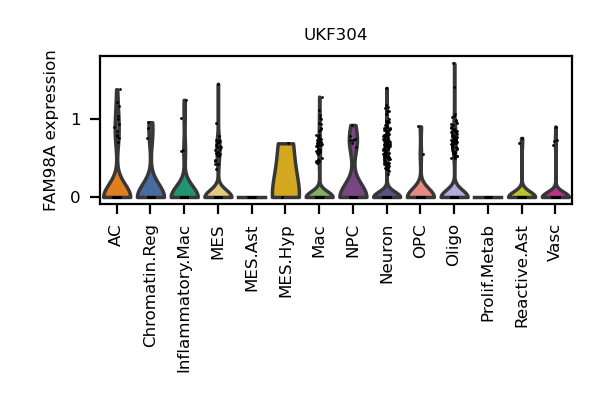 UKF304
FAM98A expression
1
0
AC
Chromatin.Reg
Inflammatory.Mac
MES
MES.Ast
MES.Hyp
Mac
NPC
Neuron
OPC
Oligo
Prolif.Metab
Reactive.Ast
Vasc